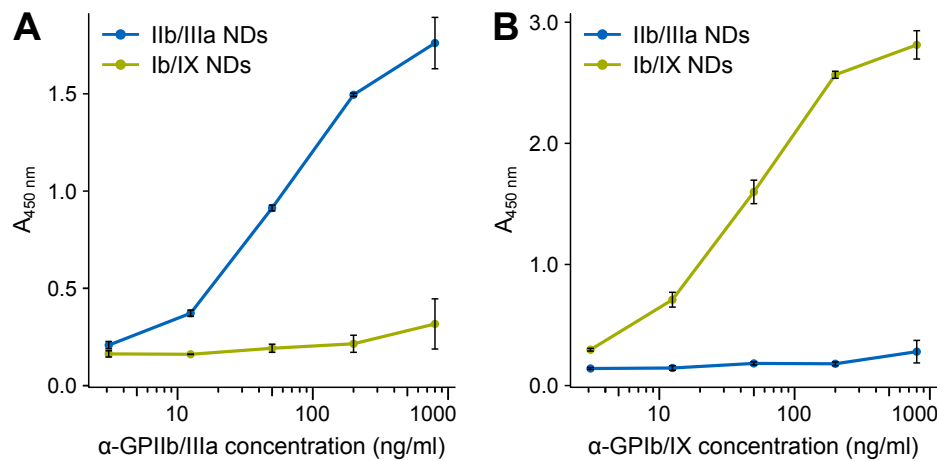 A
IIb/IIIa NDs
Ib/IX NDs
1.5
1.0
0.5
0.0
A450 nm
10
100
1000
α-GPIIb/IIIa concentration (ng/ml)
B
IIb/IIIa NDs
Ib/IX NDs
3.0
2.0
1.0
0.0
A450 nm
10
100
1000
α-GPIb/IX concentration (ng/ml)